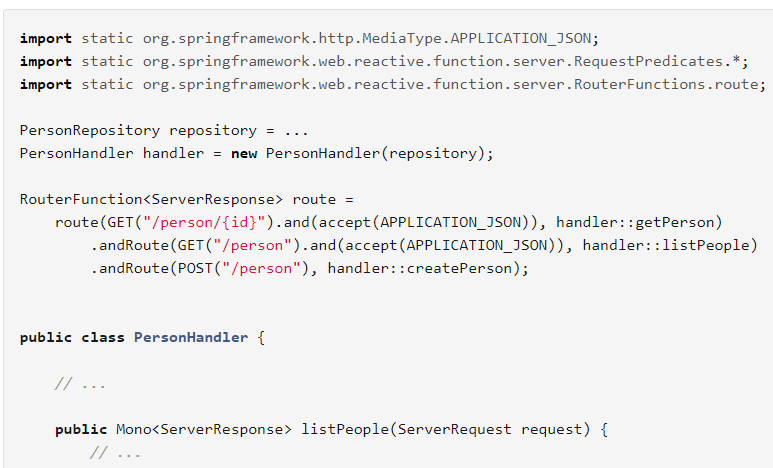 import static org.springframework.http.MediaType.APPLICATION_JSON;
import static org.springframework.web.reactive.function.server.RequestPredicates.*;
import static org.springframework.web.reactive.function.server.RouterFunctions.route;

PersonRepository repository = ...
PersonHandler handler = new PersonHandler(repository);

RouterFunction<ServerResponse> route =
    route(GET("/person/{id}").and(accept(APPLICATION_JSON)), handler::getPerson)
        .andRoute(GET("/person").and(accept(APPLICATION_JSON)), handler::listPeople)
        .andRoute(POST("/person"), handler::createPerson);


public class PersonHandler {

    // ...

    public Mono<ServerResponse> listPeople(ServerRequest request) {
        // ...